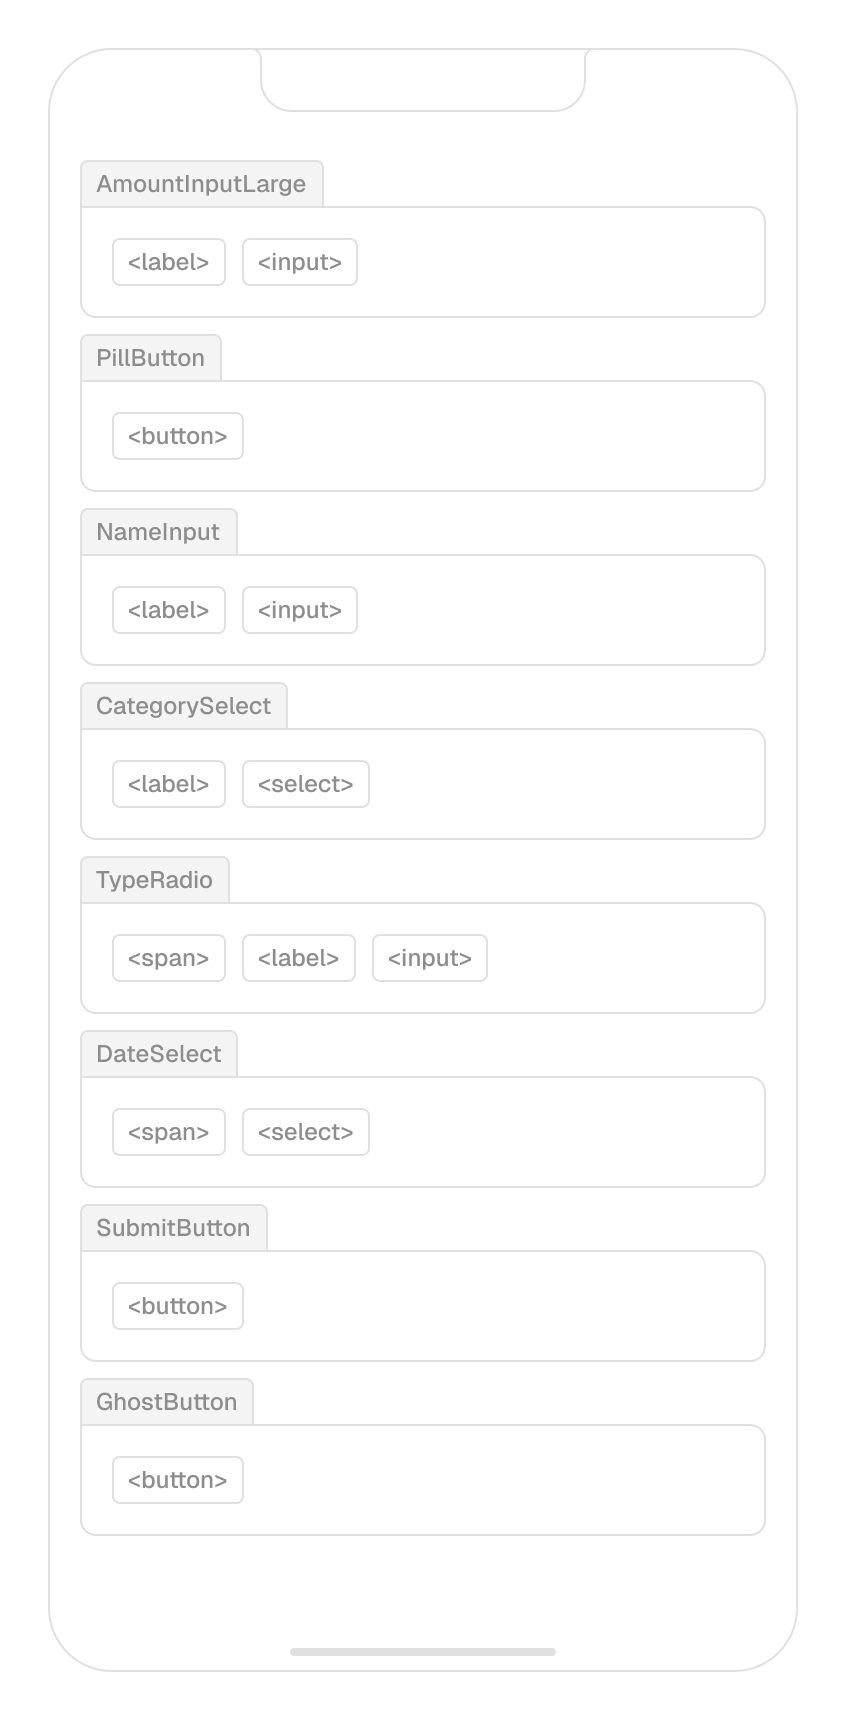 AmountInputLarge
<label> <input>
PillButton
<button>
NameInput
<label> <input>
CategorySelect
<label> <select>
TypeRadio
<span> <label> <input>
DateSelect
<span> <select>
SubmitButton
<button>
GhostButton
<button>